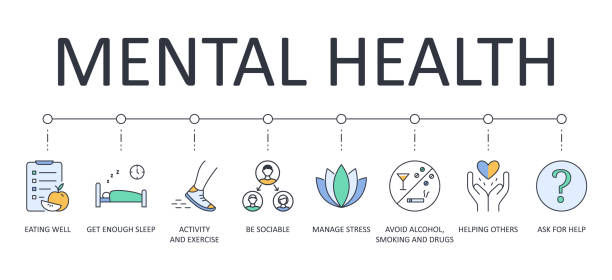 MENTAL HEALTH
EATING WELL
GET ENOUGH SLEEP
ACTIVITY
AND EXERCISE
BE SOCIABLE
MANAGE STRESS
AVOID ALCOHOL,
SMOKING AND DRUGS
HELPING OTHERS
ASK FOR HELP
z z z
?